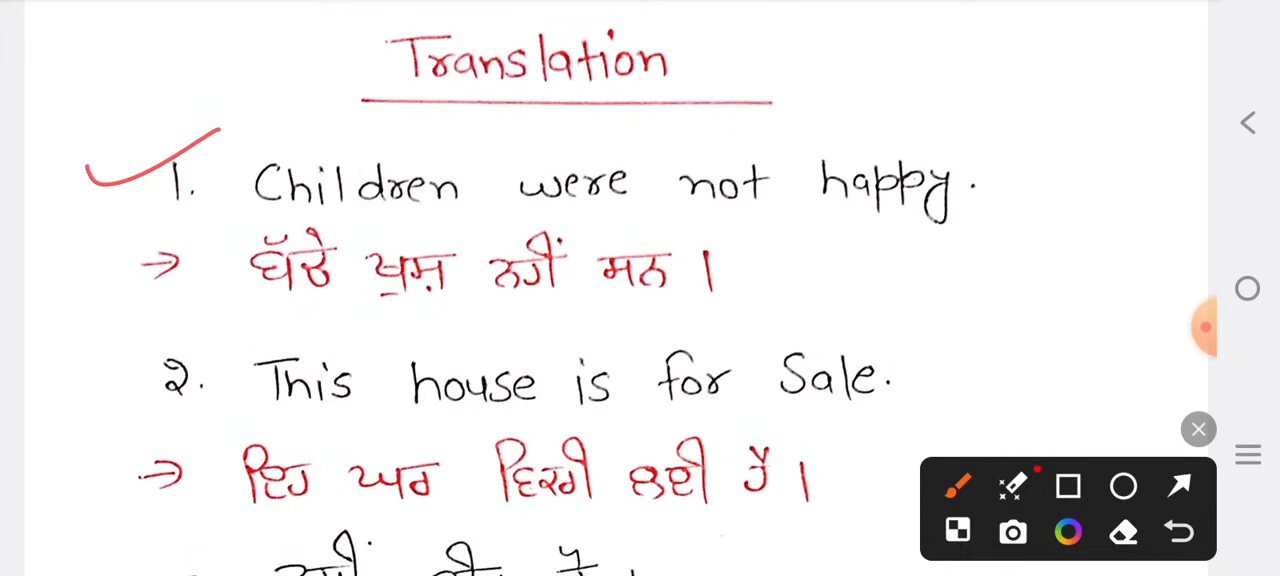 Translation
1. Children were not happy.
→ ਬੱਚੇ ਖੁਸ਼ ਨਹੀਂ ਸਨ ।
2. This house is for Sale.
→ ਇਹ ਘਰ ਵਿਕਰੀ ਲਈ ਹੈ ।